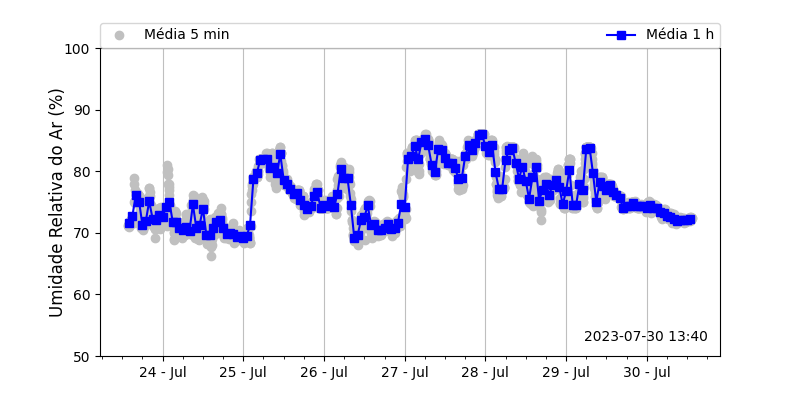 Média 5 min
Média 1 h
Umidade Relativa do Ar (%)
100
90
80
70
60
50
2023-07-30 13:40
24 - Jul
25 - Jul
26 - Jul
27 - Jul
28 - Jul
29 - Jul
30 - Jul